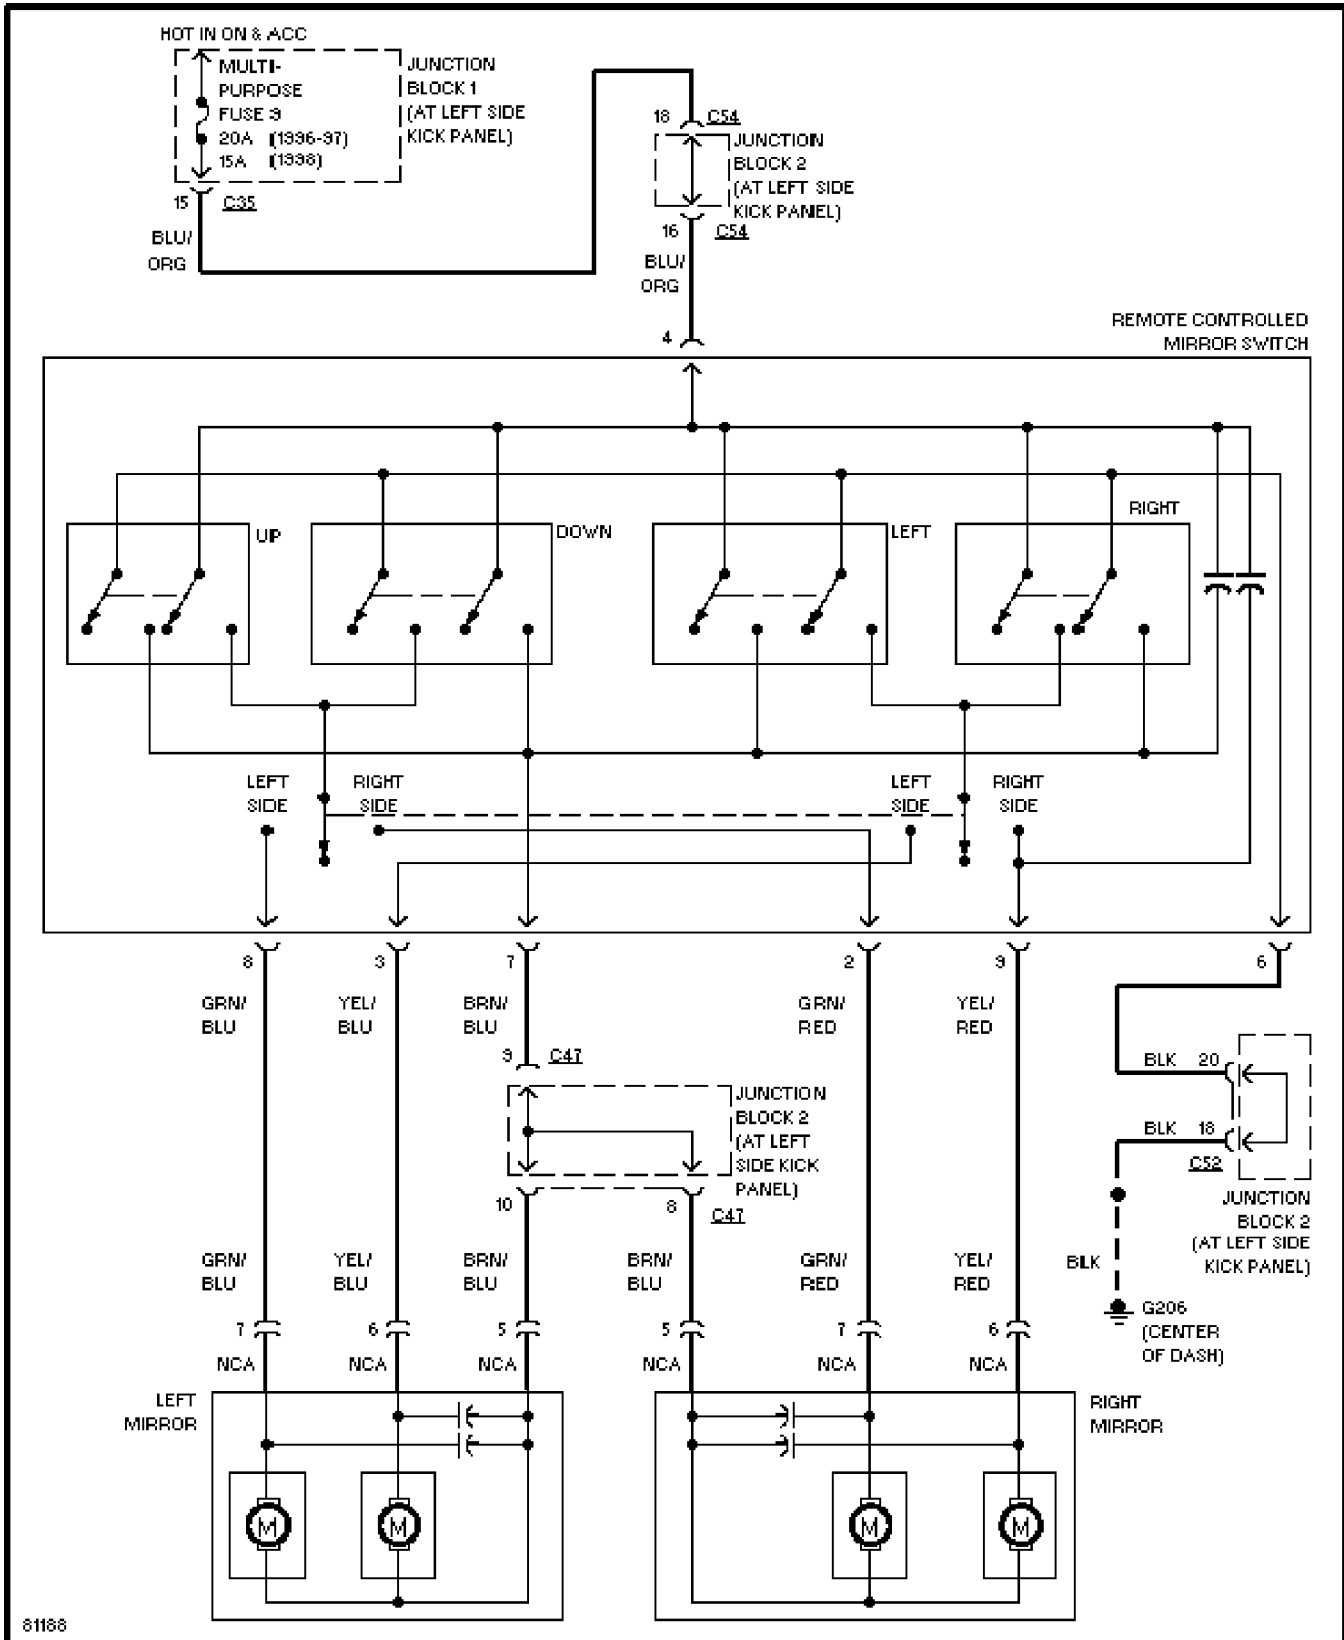 HOT IN ON & ACC
MULTI-
PURPOSE
FUSE 9
20A (1996-97)
15A (1998)
JUNCTION
BLOCK 1
(AT LEFT SIDE
KICK PANEL)
15 C35
BLU/
ORG
18 C54
JUNCTION
BLOCK 2
(AT LEFT SIDE
KICK PANEL)
16 C54
BLU/
ORG
4
REMOTE CONTROLLED
MIRROR SWITCH
UP
DOWN
LEFT
RIGHT
LEFT
SIDE
RIGHT
SIDE
LEFT
SIDE
RIGHT
SIDE
8
3
7
2
9
6
GRN/
BLU
YEL/
BLU
BRN/
BLU
GRN/
RED
YEL/
RED
9 C47
JUNCTION
BLOCK 2
(AT LEFT
SIDE KICK
PANEL)
10
8
C47
BLK 20
BLK 18
C52
JUNCTION
BLOCK 2
(AT LEFT SIDE
KICK PANEL)
GRN/
BLU
YEL/
BLU
BRN/
BLU
BRN/
BLU
GRN/
RED
YEL/
RED
BLK
G206
(CENTER
OF DASH)
7
6
5
5
7
6
NCA
NCA
NCA
NCA
NCA
NCA
LEFT
MIRROR
RIGHT
MIRROR
M
M
M
M
81188